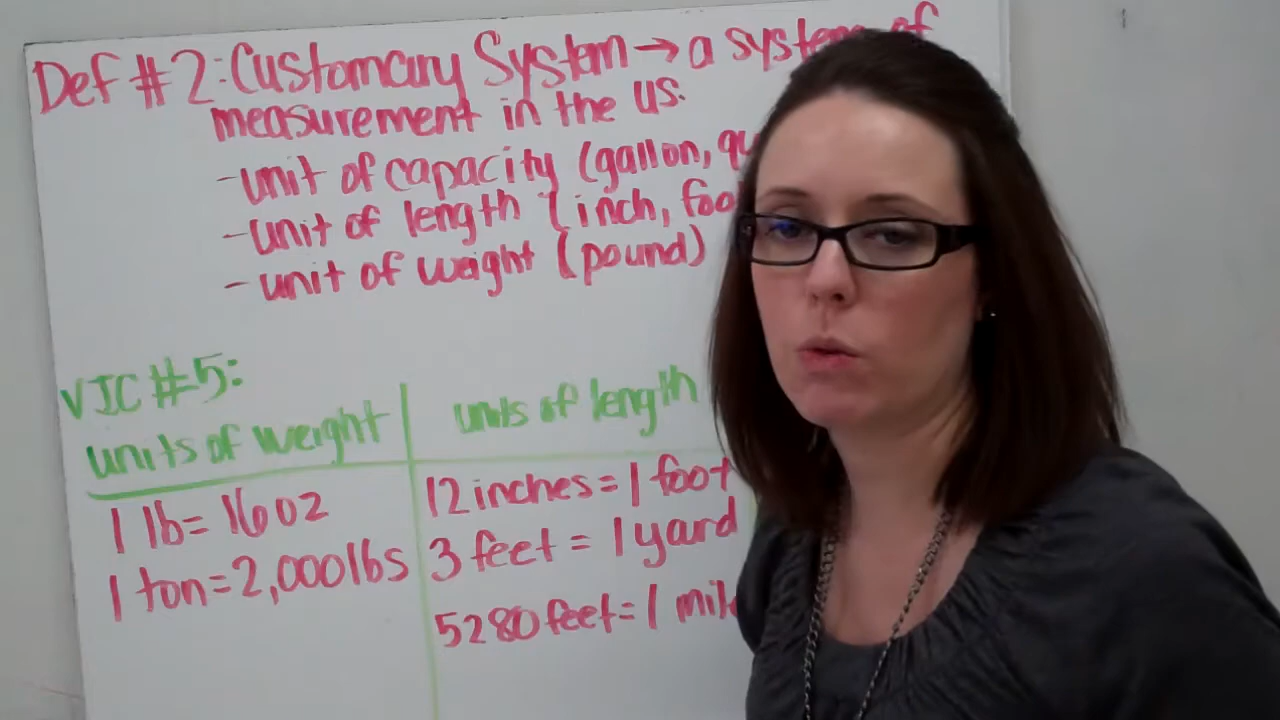 Def #2: Customary System → a system of
measurement in the US.
- unit of capacity (gallon,
- unit of length (inch,
- unit of weight (pound)
VIC #5:
units of weight
units of length
1 lb = 16 oz
12 inches = 1 foot
1 ton = 2,000 lbs
3 feet = 1 yard
5280 feet = 1 mile